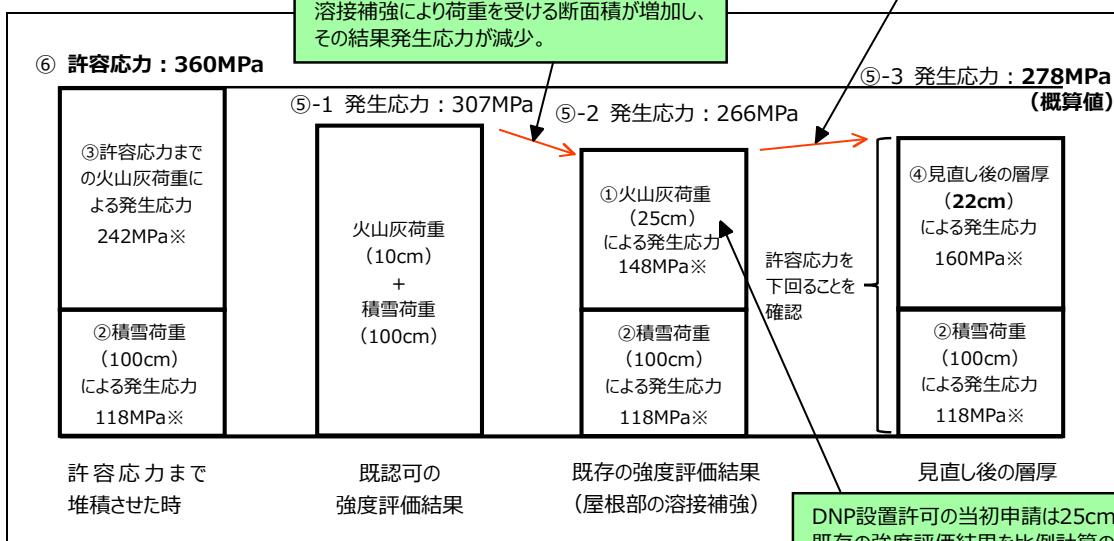 溶接補強により荷重を受ける断面積が増加し、
その結果発生応力が減少。
⑥ 許容応力：360MPa
⑤-1 発生応力：307MPa
⑤-2 発生応力：266MPa
⑤-3 発生応力：278MPa
（概算値）
③許容応力まで
の火山灰荷重に
よる発生応力
242MPa※
②積雪荷重
（100cm）
による発生応力
118MPa※
火山灰荷重
（10cm）
+
積雪荷重
（100cm）
①火山灰荷重
（25cm）
による発生応力
148MPa※
②積雪荷重
（100cm）
による発生応力
118MPa※
許容応力を
下回ることを
確認
④見直し後の層厚
（22cm）
による発生応力
160MPa※
②積雪荷重
（100cm）
による発生応力
118MPa※
許容応力まで
堆積させた時
既認可の
強度評価結果
既存の強度評価結果
（屋根部の溶接補強）
見直し後の層厚
DNP設置許可の当初申請は25cm
既存の強度評価結果を比例計算の